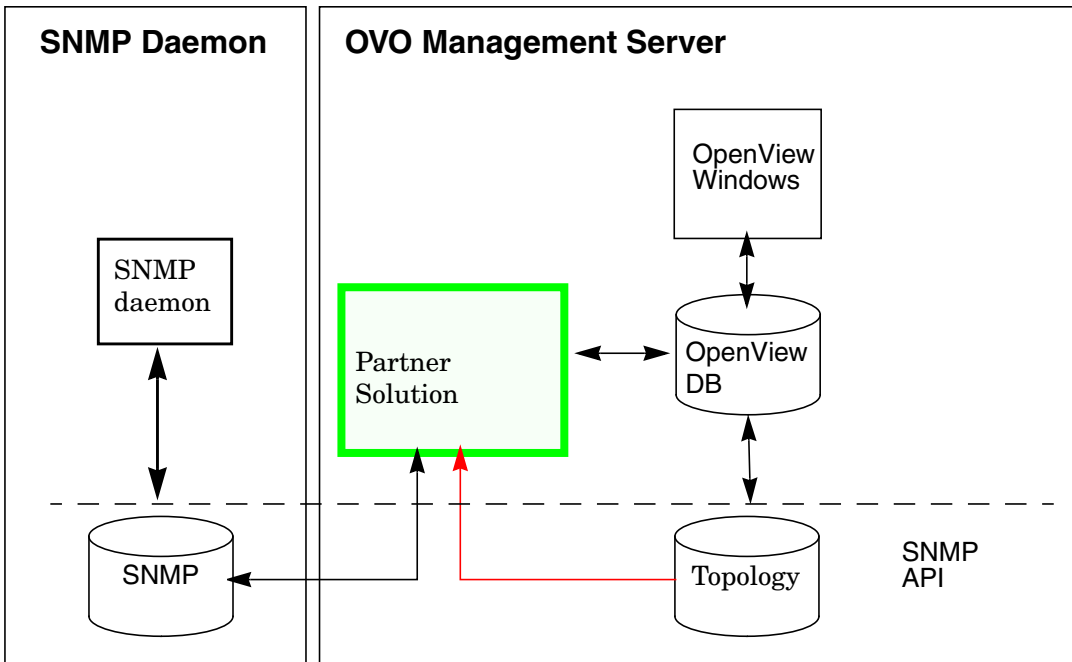 SNMP Daemon
OVO Management Server
OpenView
Windows
SNMP
daemon
Partner
Solution
OpenView
DB
SNMP
Topology
SNMP
API